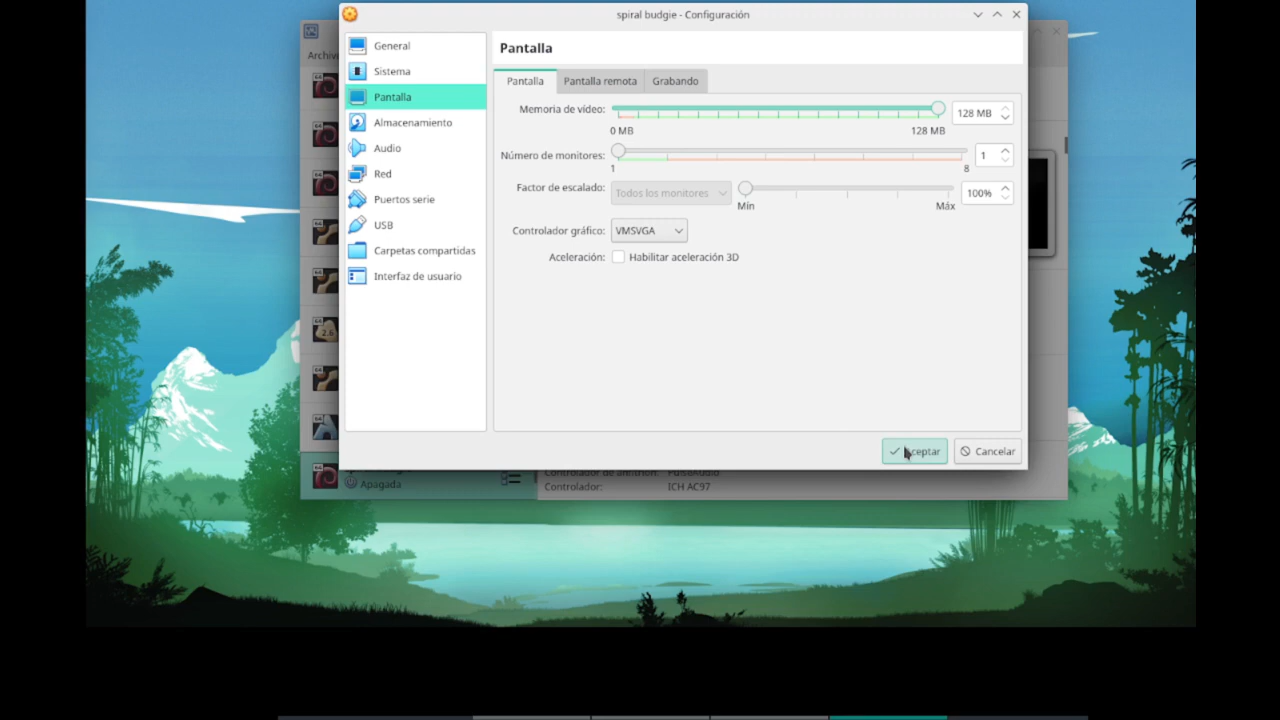 spiral budgie - Configuración
Archivo
General
Sistema
Pantalla
Almacenamiento
Audio
Red
Puertos serie
USB
Carpetas compartidas
Interfaz de usuario
Pantalla
Pantalla Pantalla remota Grabando
Memoria de vídeo: 128 MB
0 MB 128 MB
Número de monitores: 1
1 8
Factor de escalado: Todos los monitores 100%
Mín Máx
Controlador gráfico: VMSVGA
Aceleración: Habilitar aceleración 3D
Aceptar Cancelar
Apagada
Controlador: ICH AC97